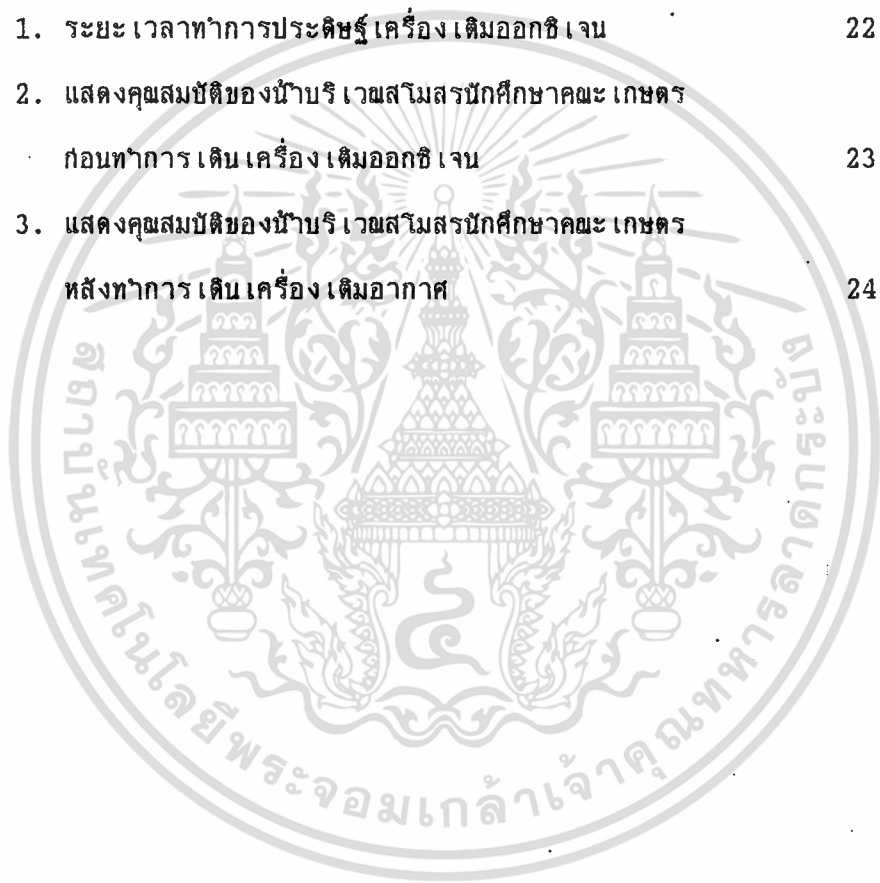 1. ระยะเวลาทำการประดิษฐ์เครื่องเติมออกซิเจน 22
2. แสดงคุณสมบัติของน้ำบริเวณสโมสรนักศึกษาคณะเกษตร
ก่อนทำการเดินเครื่องเติมออกซิเจน 23
3. แสดงคุณสมบัติของน้ำบริเวณสโมสรนักศึกษาคณะเกษตร
หลังทำการเดินเครื่องเติมอากาศ 24
สถาบันเทคโนโลยีพระจอมเกล้าเจ้าคุณทหารลาดกระบัง